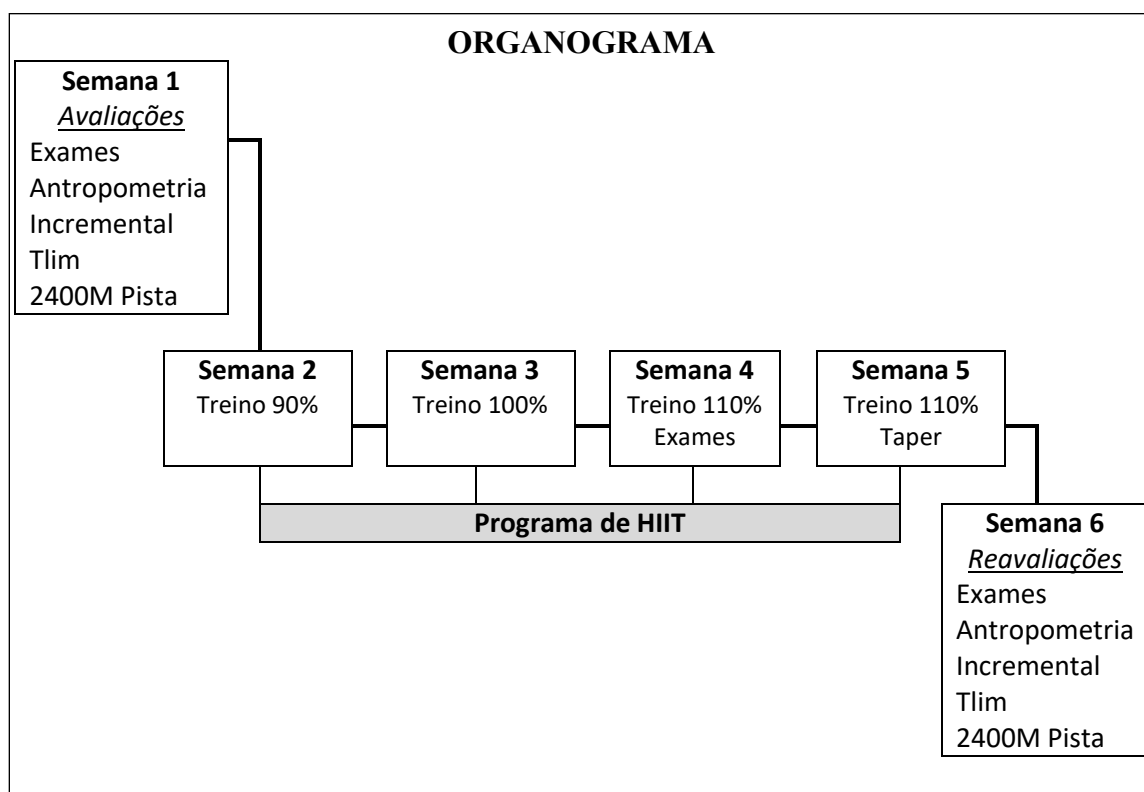 ORGANOGRAMA
Semana 1
Avaliações
Exames
Antropometria
Incremental
Tlim
2400M Pista
Semana 2
Treino 90%
Semana 3
Treino 100%
Semana 4
Treino 110%
Exames
Semana 5
Treino 110%
Taper
Programa de HIIT
Semana 6
Reavaliações
Exames
Antropometria
Incremental
Tlim
2400M Pista